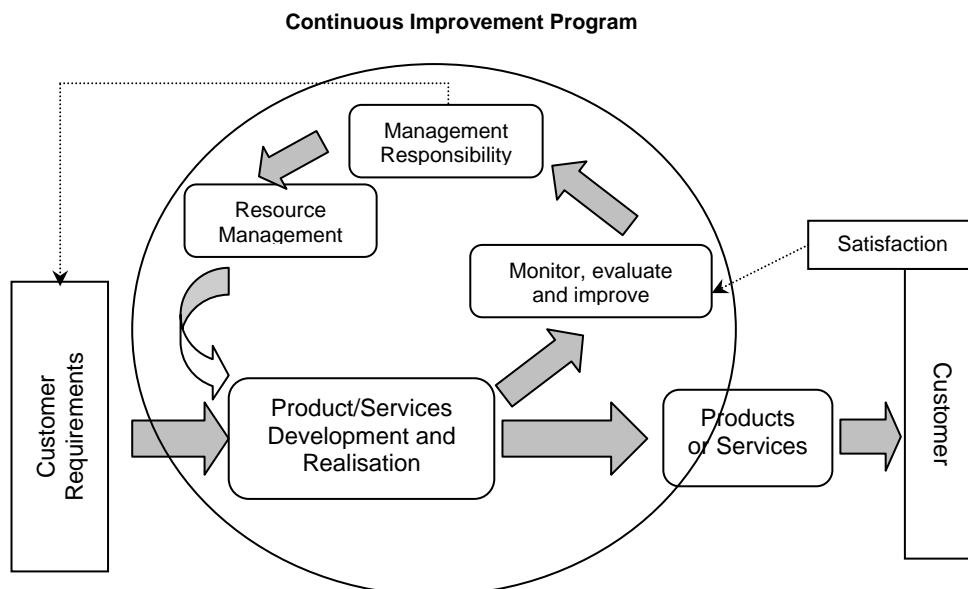 Continuous Improvement Program
Management
Responsibility
Resource
Management
Satisfaction
Monitor, evaluate
and improve
Customer
Requirements
Product/Services
Development and
Realisation
Products
or Services
Customer